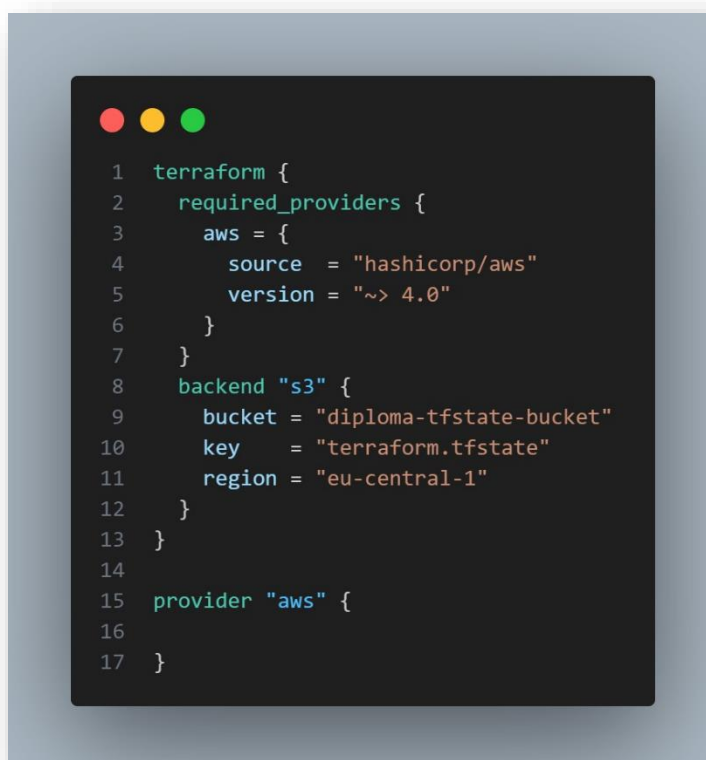 1 terraform {
2   required_providers {
3     aws = {
4       source  = "hashicorp/aws"
5       version = "~> 4.0"
6     }
7   }
8   backend "s3" {
9     bucket = "diploma-tfstate-bucket"
10     key    = "terraform.tfstate"
11     region = "eu-central-1"
12   }
13 }
14
15 provider "aws" {
16
17 }